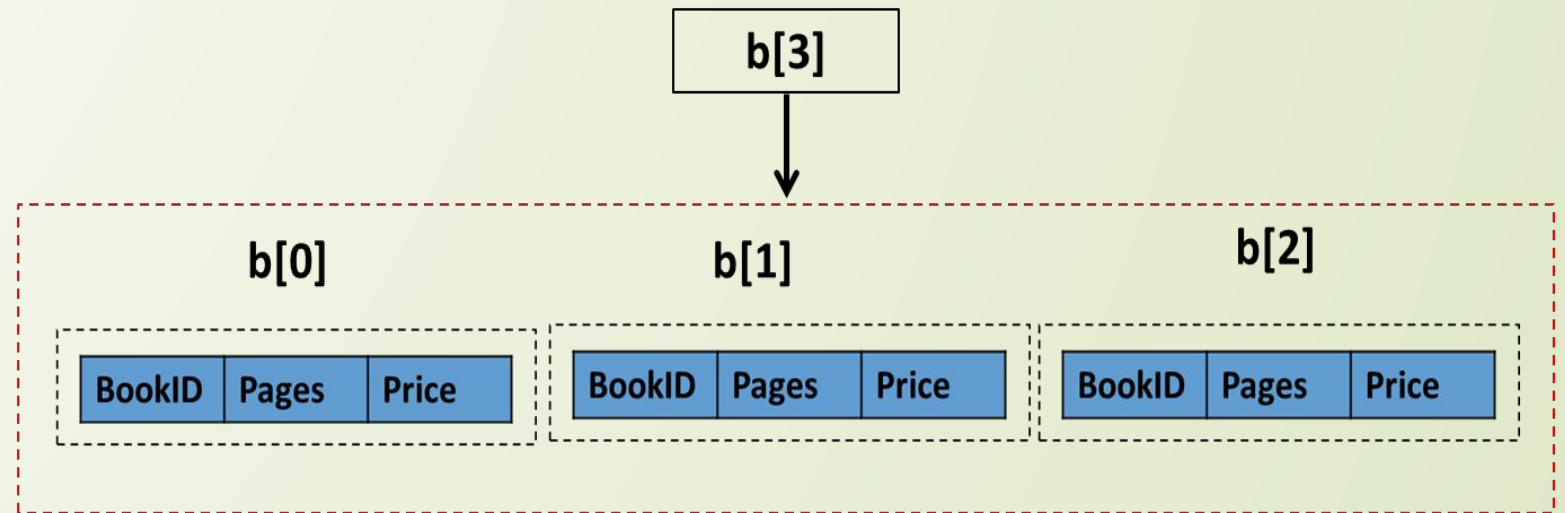 b[3]
b[0] b[1] b[2]
BookID Pages Price BookID Pages Price BookID Pages Price